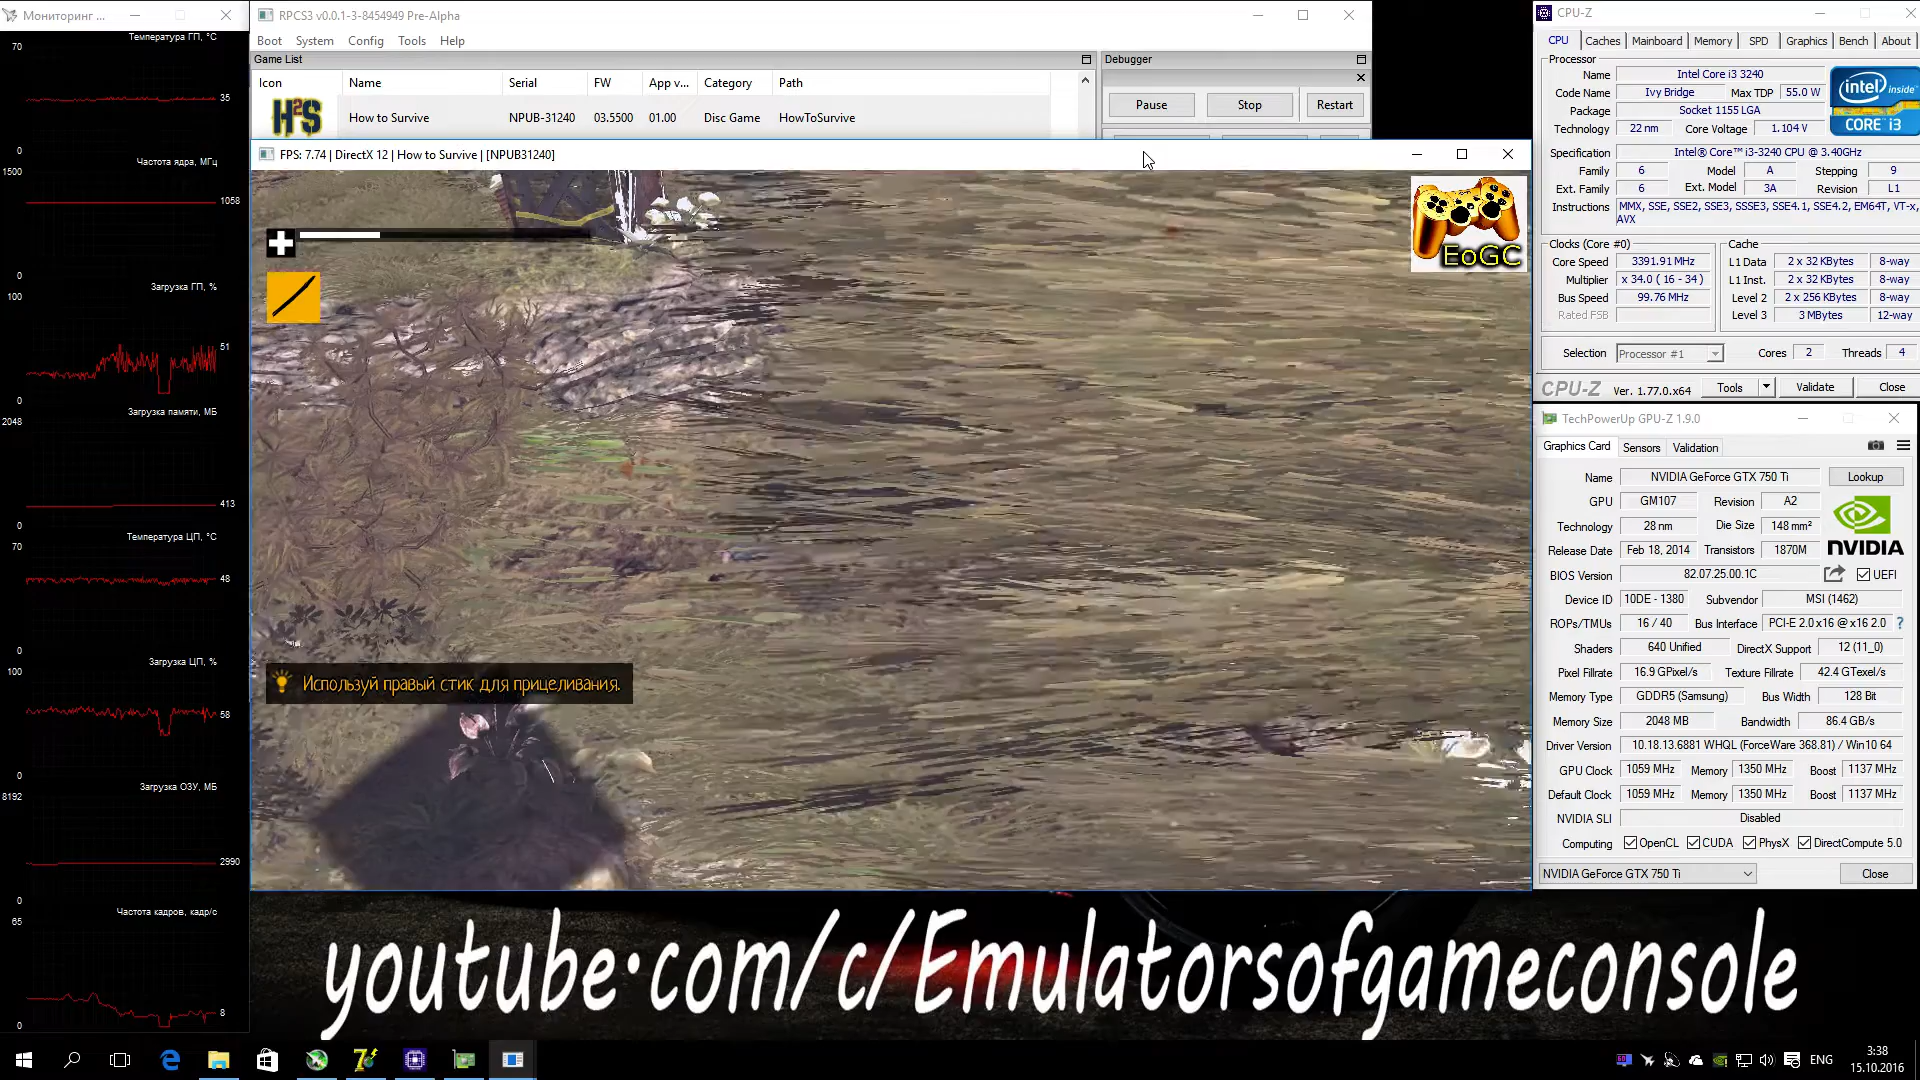 Мониторинг ...
Температура ГП, °C
70
35
0
Частота ядра, МГц
1500
1058
0
Загрузка ГП, %
100
51
0
Загрузка памяти, МБ
2048
413
0
Температура ЦП, °C
70
48
0
Загрузка ЦП, %
100
58
0
Загрузка ОЗУ, МБ
8192
2990
0
Частота кадров, кадр/с
65
8
0
RPCS3 v0.0.1-3-8454949 Pre-Alpha
Boot System Config Tools Help
Game List
Icon Name Serial FW App v... Category Path
H2S How to Survive NPUB-31240 03.5500 01.00 Disc Game HowToSurvive
Debugger
Pause Stop Restart
FPS: 7.74 | DirectX 12 | How to Survive | [NPUB31240]
EoGC
Используй правый стик для прицеливания.
youtube.com/c/Emulatorsofgameconsole
CPU-Z
CPU Caches Mainboard Memory SPD Graphics Bench About
Processor
Name Intel Core i3 3240
Code Name Ivy Bridge Max TDP 55.0 W
Package Socket 1155 LGA
Technology 22 nm Core Voltage 1.104 V
intel inside™
CORE i3
Specification Intel® Core™ i3-3240 CPU @ 3.40GHz
Family 6 Model A Stepping 9
Ext. Family 6 Ext. Model 3A Revision L1
Instructions MMX, SSE, SSE2, SSE3, SSSE3, SSE4.1, SSE4.2, EM64T, VT-x,
AVX
Clocks (Core #0) Cache
Core Speed 3391.91 MHz L1 Data 2 x 32 KBytes 8-way
Multiplier x 34.0 ( 16 - 34 ) L1 Inst. 2 x 32 KBytes 8-way
Bus Speed 99.76 MHz Level 2 2 x 256 KBytes 8-way
Rated FSB Level 3 3 MBytes 12-way
Selection Processor #1 Cores 2 Threads 4
CPU-Z Ver. 1.77.0.x64 Tools Validate Close
TechPowerUp GPU-Z 1.9.0
Graphics Card Sensors Validation
Name NVIDIA GeForce GTX 750 Ti Lookup
GPU GM107 Revision A2
Technology 28 nm Die Size 148 mm²
Release Date Feb 18, 2014 Transistors 1870M
NVIDIA
BIOS Version 82.07.25.00.1C UEFI
Device ID 10DE - 1380 Subvendor MSI (1462)
ROPs/TMUs 16 / 40 Bus Interface PCI-E 2.0 x16 @ x16 2.0 ?
Shaders 640 Unified DirectX Support 12 (11_0)
Pixel Fillrate 16.9 GPixel/s Texture Fillrate 42.4 GTexel/s
Memory Type GDDR5 (Samsung) Bus Width 128 Bit
Memory Size 2048 MB Bandwidth 86.4 GB/s
Driver Version 10.18.13.6881 WHQL (ForceWare 368.81) / Win10 64
GPU Clock 1059 MHz Memory 1350 MHz Boost 1137 MHz
Default Clock 1059 MHz Memory 1350 MHz Boost 1137 MHz
NVIDIA SLI Disabled
Computing OpenCL CUDA PhysX DirectCompute 5.0
NVIDIA GeForce GTX 750 Ti Close
ENG
3:38
15.10.2016